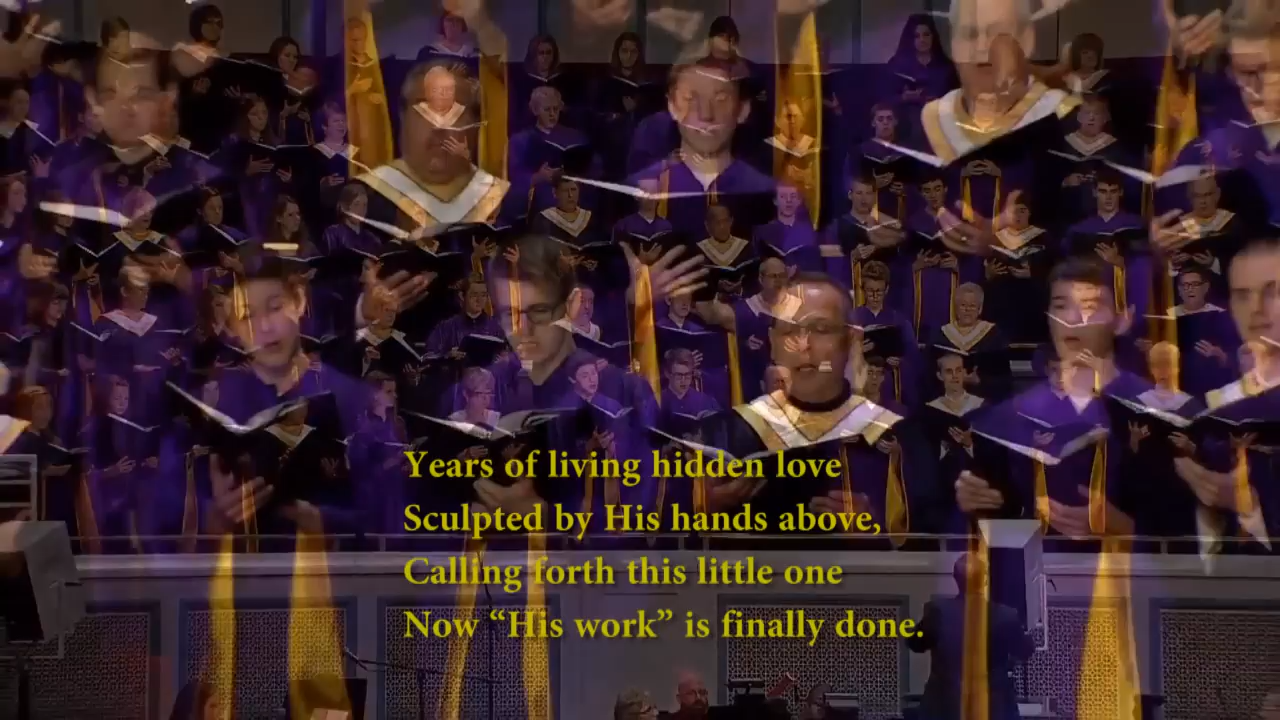 Years of living hidden love
Sculpted by His hands above,
Calling forth this little one
Now “His work” is finally done.